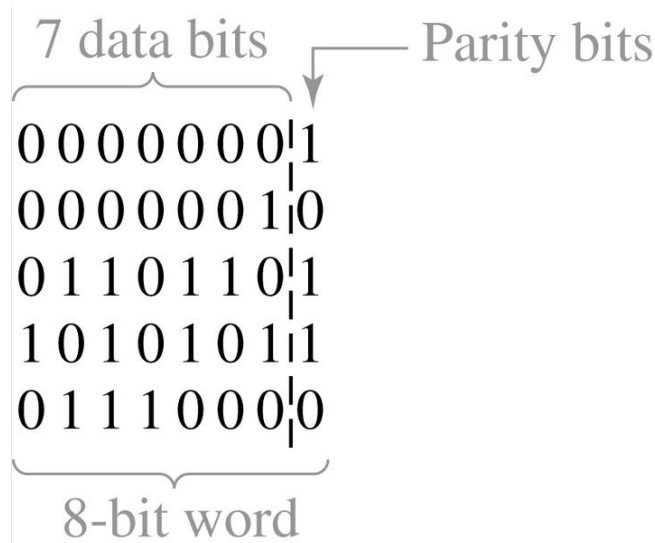 7 data bits Parity bits
0 0 0 0 0 0 0 1
0 0 0 0 0 0 1 0
0 1 1 0 1 1 0 1
1 0 1 0 1 0 1 1
0 1 1 1 0 0 0 0
8-bit word